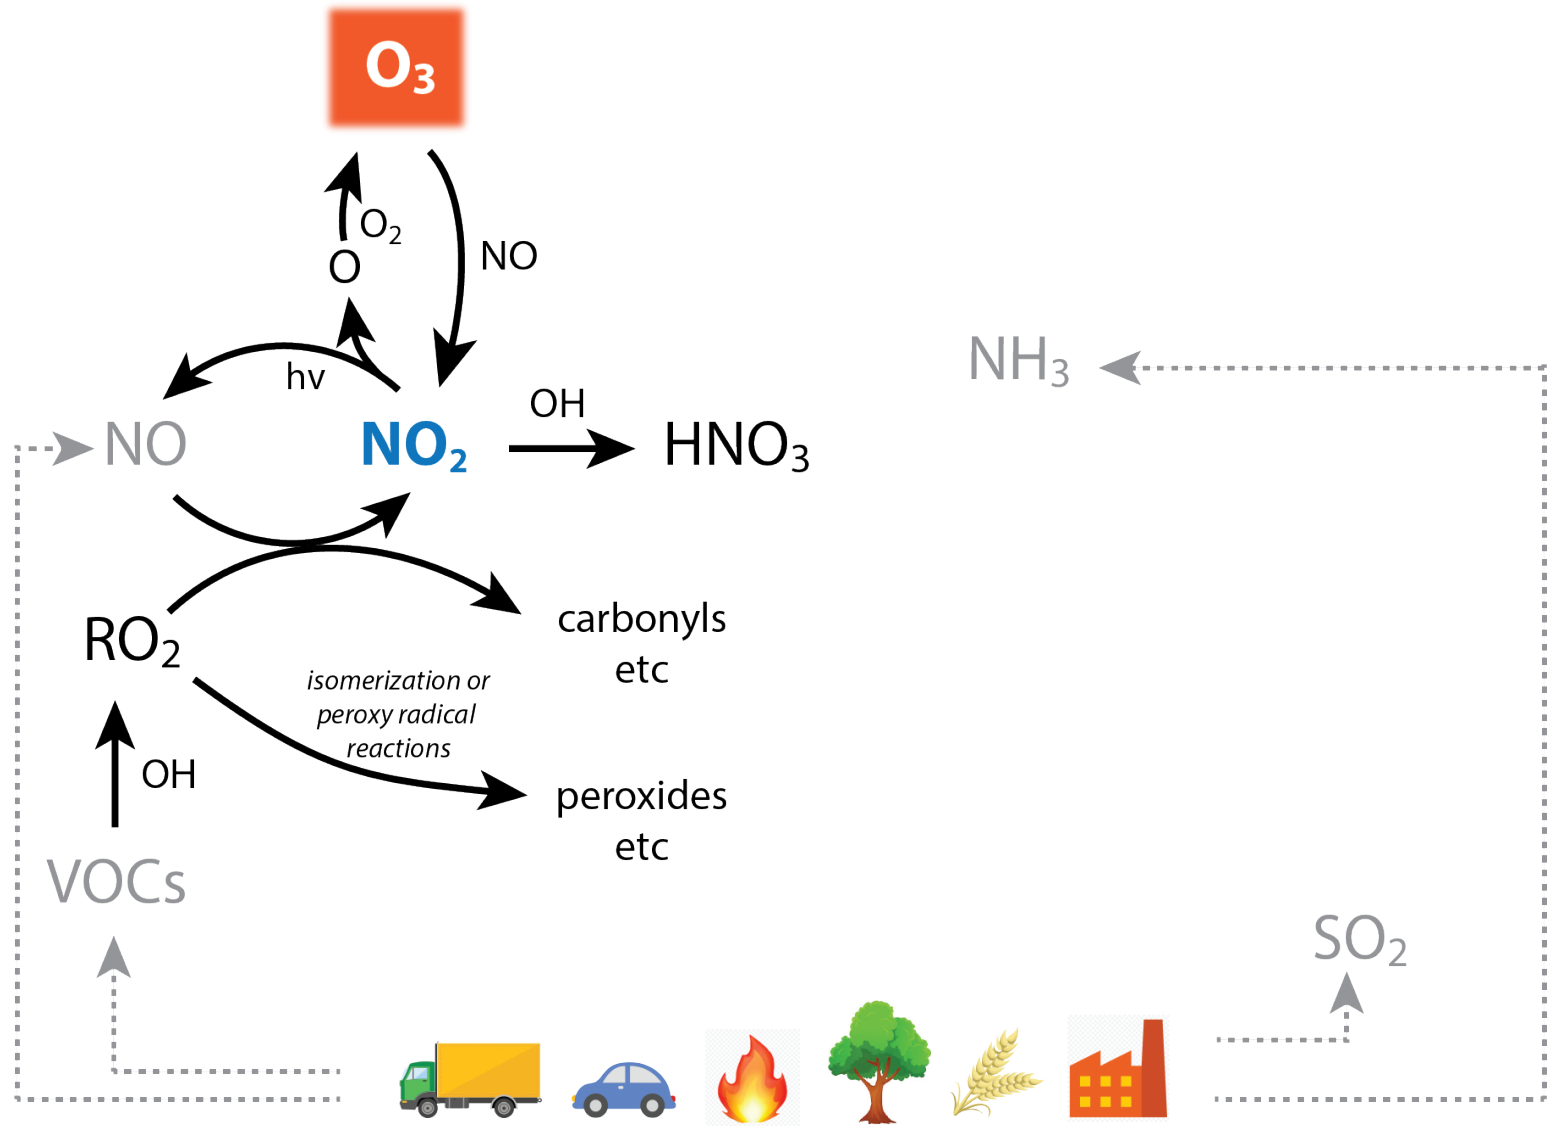 O₃
O₂
O
NO
hν
NH₃
OH
NO
NO₂
HNO₃
carbonyls
etc
RO₂
isomerization or
peroxy radical
reactions
OH
peroxides
etc
VOCs
SO₂